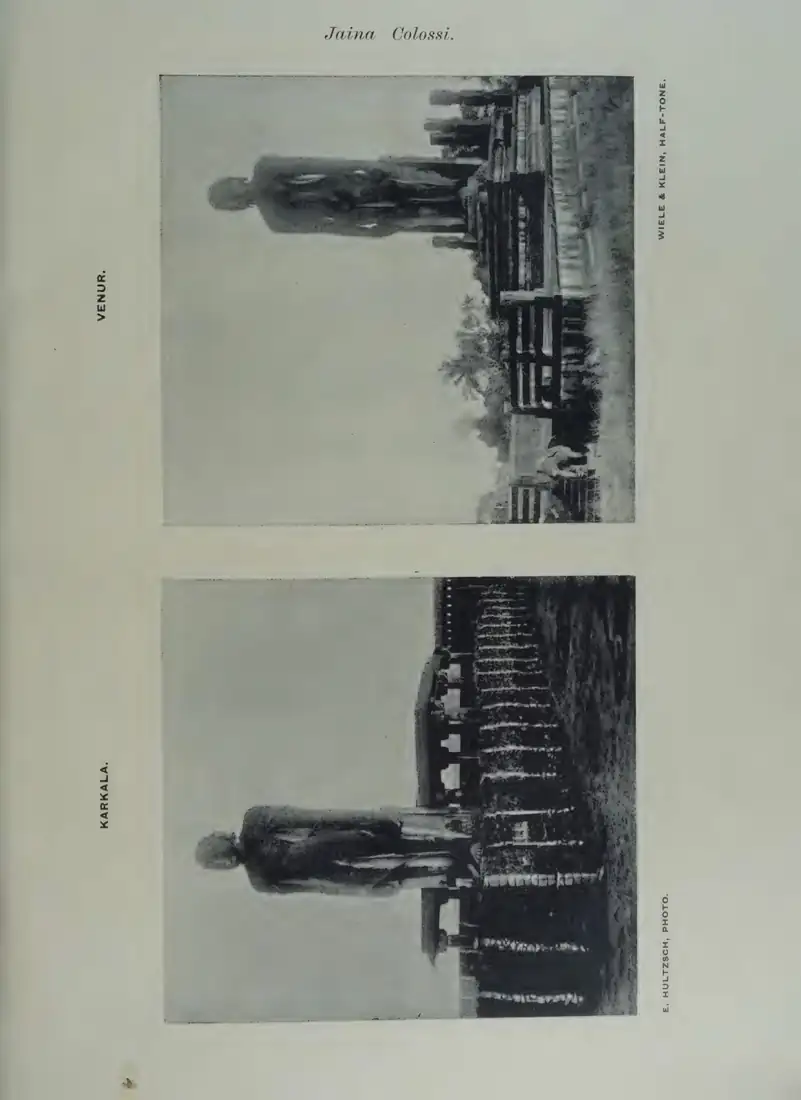 Jaina Colossi.
KARKALA.
VENUR.
E. HULTZSCH, PHOTO.
WIELE & KLEIN, HALF-TONE.